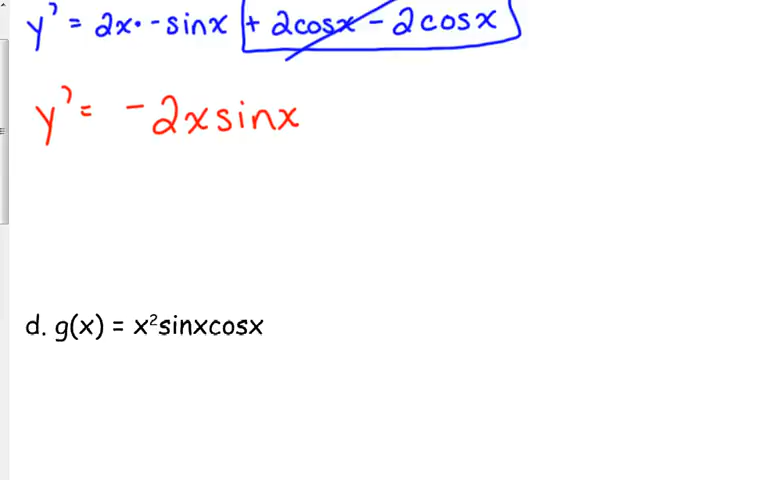 y' = 2x· -sinx + 2cosx - 2cosx
y' = -2xsinx
d. g(x) = x²sinxcosx